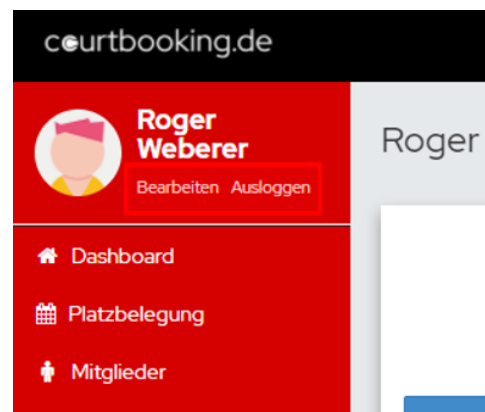 courtbooking.de
Roger
Weberer
Bearbeiten Ausloggen
Roger
Dashboard
Platzbelegung
Mitglieder